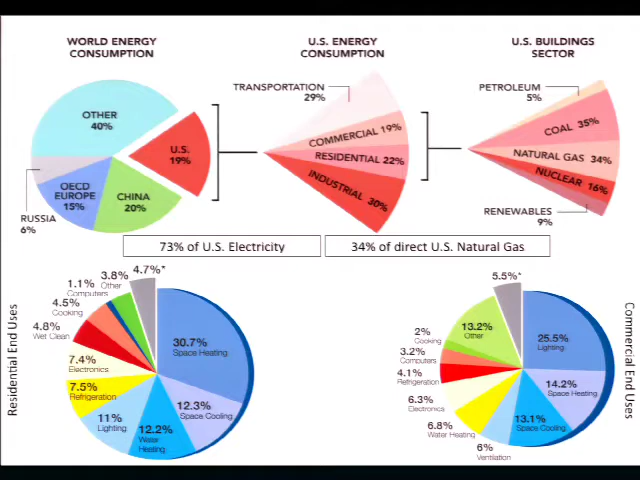 WORLD ENERGY
CONSUMPTION
U.S. ENERGY
CONSUMPTION
U.S. BUILDINGS
SECTOR
OTHER
40%
U.S.
19%
CHINA
20%
OECD
EUROPE
15%
RUSSIA
6%
TRANSPORTATION
29%
COMMERCIAL 19%
RESIDENTIAL 22%
INDUSTRIAL 30%
PETROLEUM
5%
COAL 35%
NATURAL GAS 34%
NUCLEAR 16%
RENEWABLES
9%
73% of U.S. Electricity
34% of direct U.S. Natural Gas
Residential End Uses
4.7%*
3.8% Other
1.1%
Computers
4.5%
Cooking
4.8%
Wet Clean
7.4%
Electronics
7.5%
Refrigeration
11%
Lighting
12.2%
Water
Heating
12.3%
Space Cooling
30.7%
Space Heating
5.5%*
13.2%
Other
2%
Cooking
3.2%
Computers
4.1%
Refrigeration
6.3%
Electronics
6.8%
Water Heating
6%
Ventilation
13.1%
Space Cooling
14.2%
Space Heating
25.5%
Lighting
Commercial End Uses